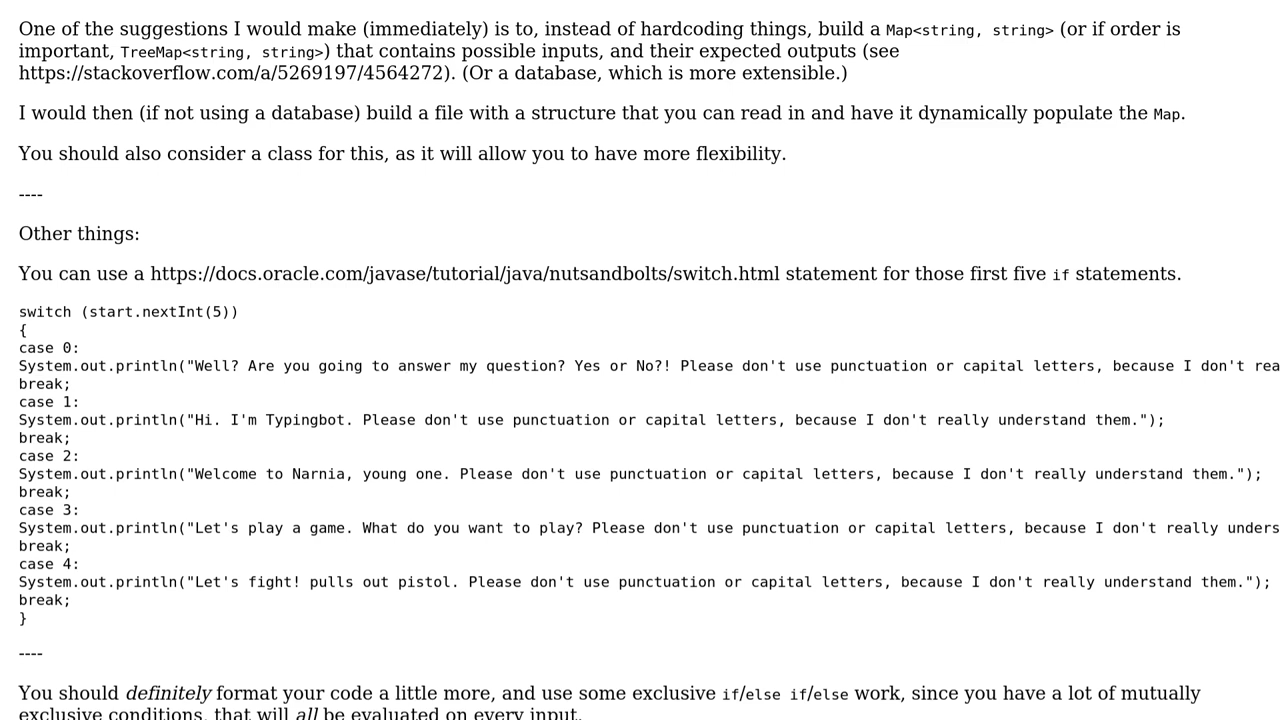 One of the suggestions I would make (immediately) is to, instead of hardcoding things, build a Map<string, string> (or if order is
important, TreeMap<string, string>) that contains possible inputs, and their expected outputs (see
https://stackoverflow.com/a/5269197/4564272). (Or a database, which is more extensible.)
I would then (if not using a database) build a file with a structure that you can read in and have it dynamically populate the Map.
You should also consider a class for this, as it will allow you to have more flexibility.
----
Other things:
You can use a https://docs.oracle.com/javase/tutorial/java/nutsandbolts/switch.html statement for those first five if statements.
switch (start.nextInt(5))
{
case 0:
System.out.println("Well? Are you going to answer my question? Yes or No?! Please don't use punctuation or capital letters, because I don't rea
break;
case 1:
System.out.println("Hi. I'm Typingbot. Please don't use punctuation or capital letters, because I don't really understand them.");
break;
case 2:
System.out.println("Welcome to Narnia, young one. Please don't use punctuation or capital letters, because I don't really understand them.");
break;
case 3:
System.out.println("Let's play a game. What do you want to play? Please don't use punctuation or capital letters, because I don't really unders
break;
case 4:
System.out.println("Let's fight! pulls out pistol. Please don't use punctuation or capital letters, because I don't really understand them.");
break;
}
----
You should definitely format your code a little more, and use some exclusive if/else if/else work, since you have a lot of mutually
exclusive conditions, that will all be evaluated on every input.